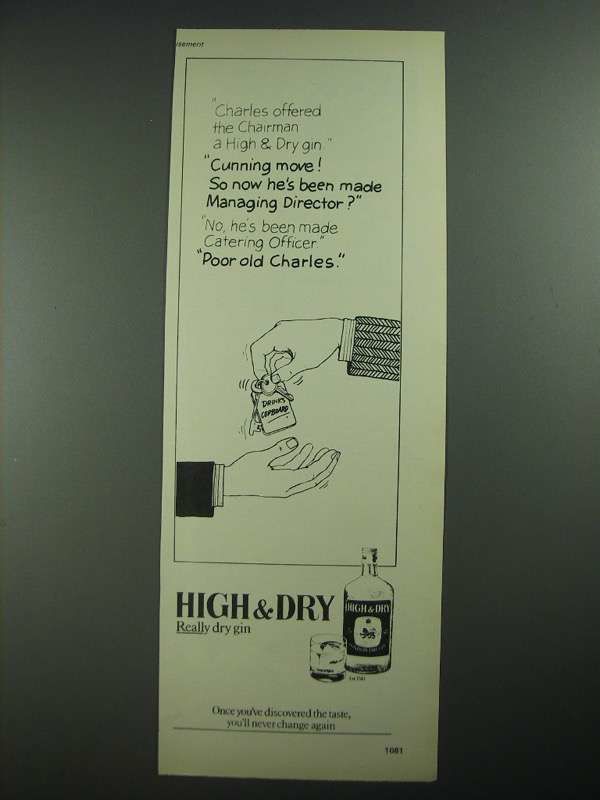 isement
"Charles offered
the Chairman
a High & Dry gin."
"Cunning move!
So now he's been made
Managing Director?"
"No, he's been made
Catering Officer."
"Poor old Charles."
DRINKS
CUPBOARD
HIGH & DRY
Really dry gin
HIGH & DRY
Once you've discovered the taste,
you'll never change again
1081